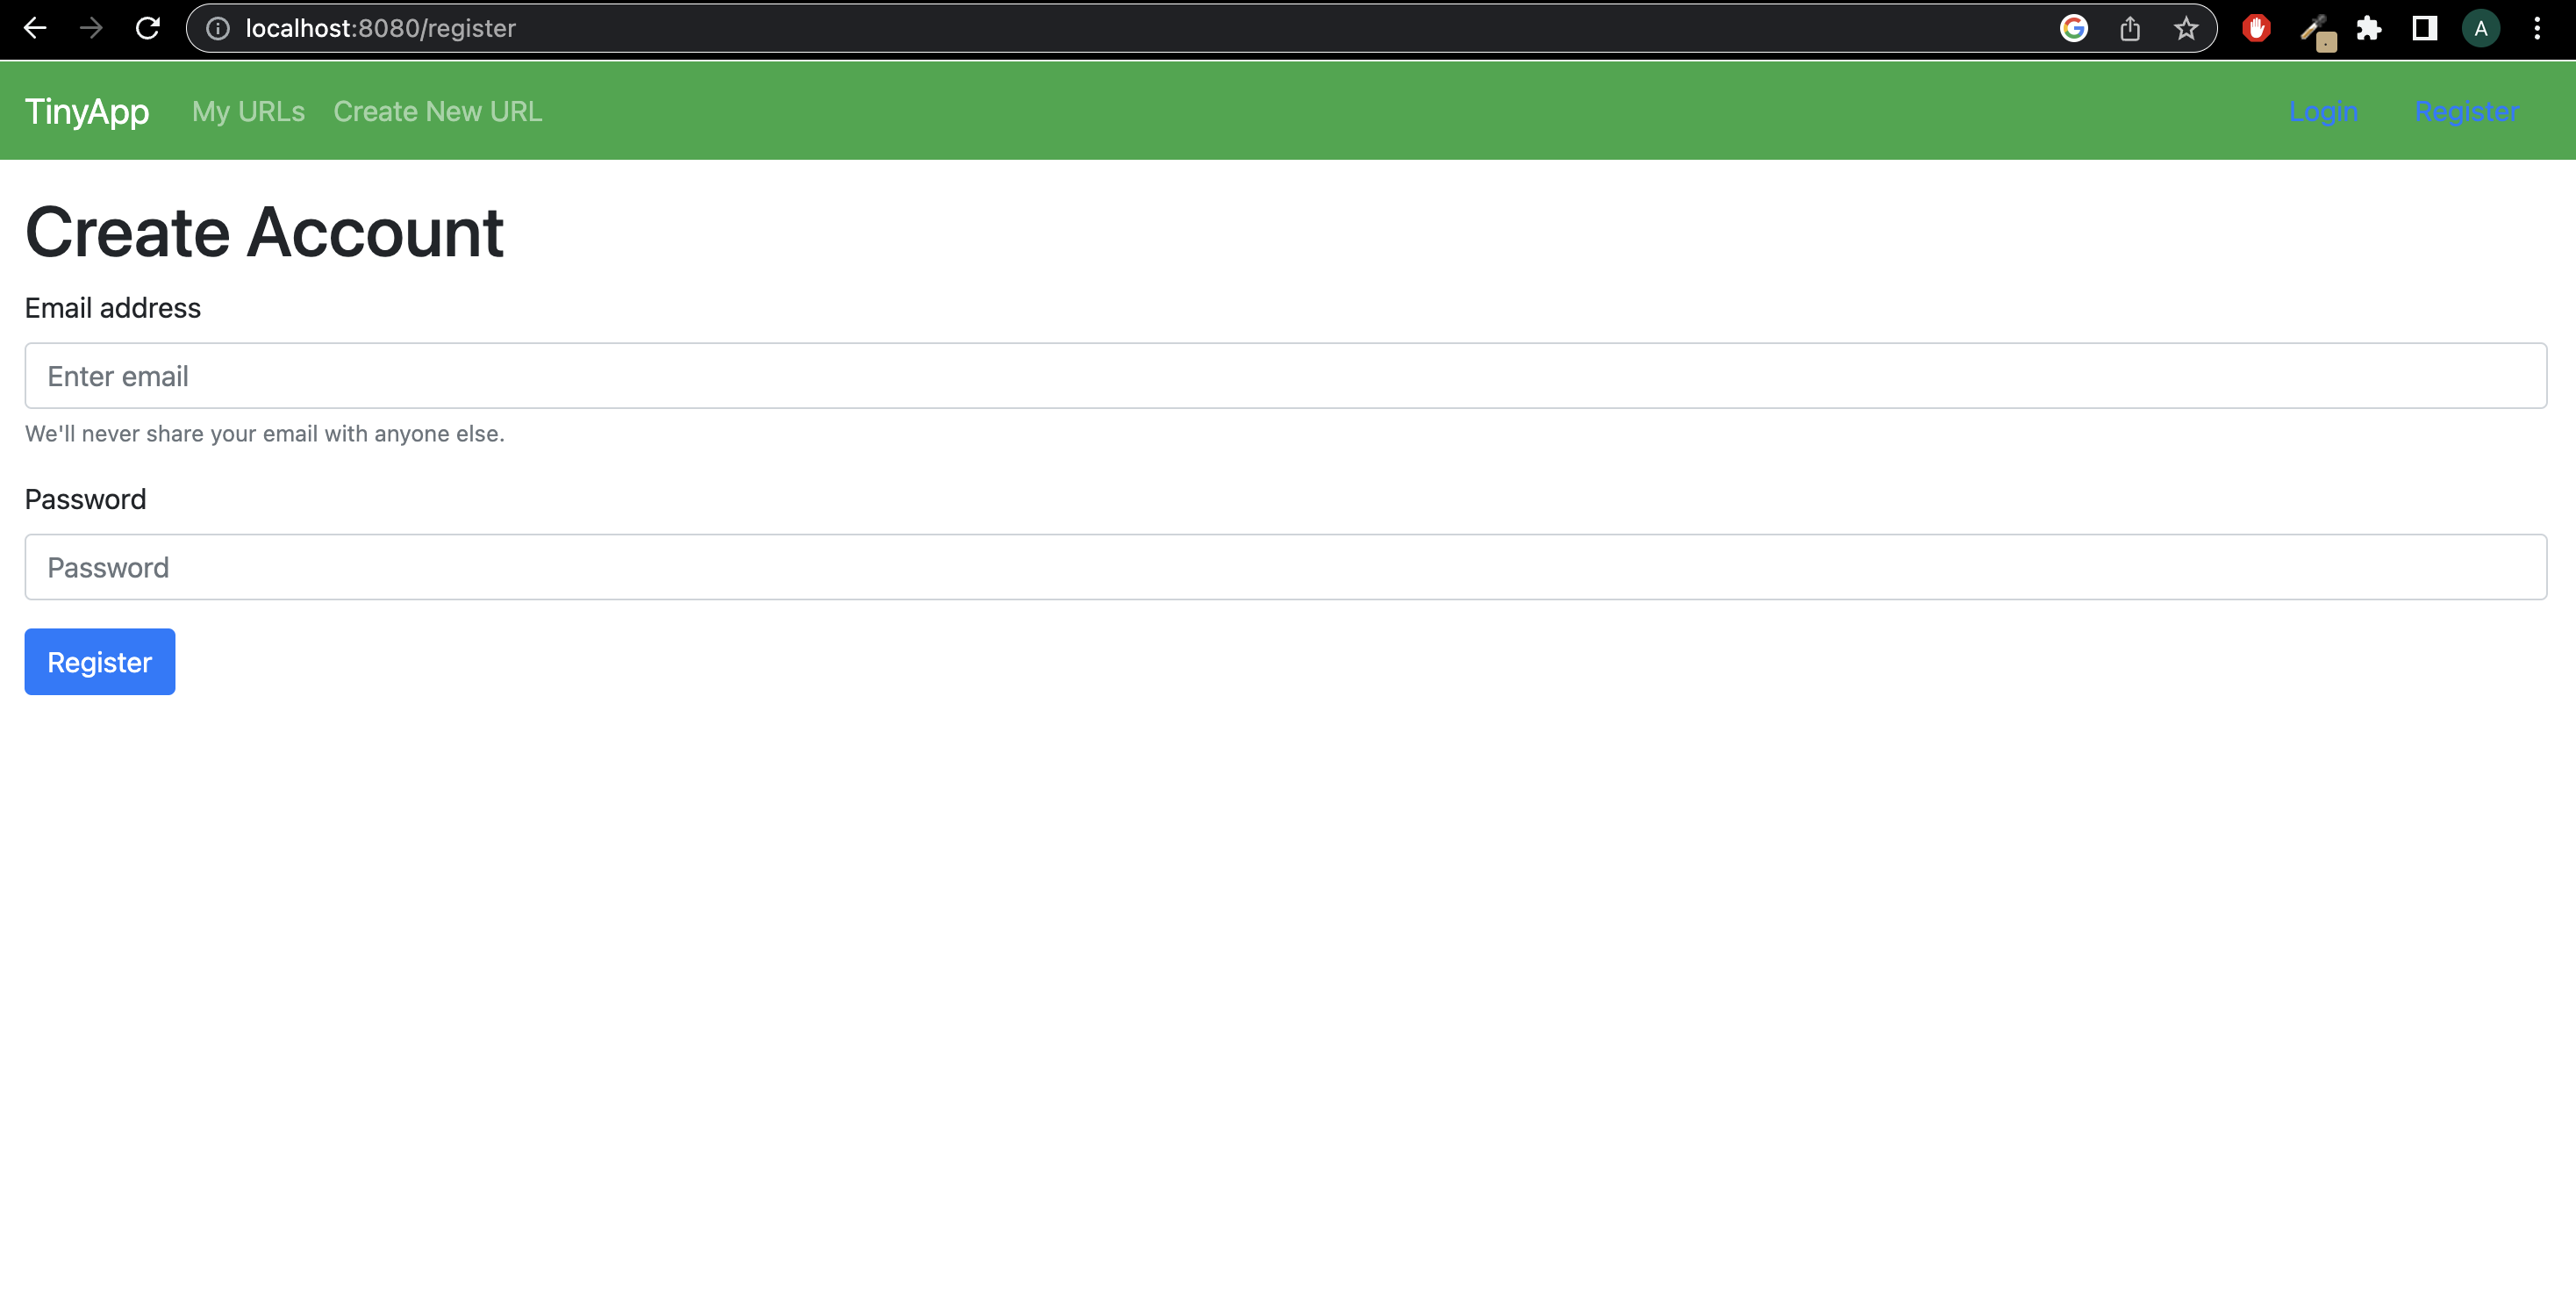 localhost:8080/register
A
TinyApp My URLs Create New URL Login Register
Create Account
Email address
Enter email
We'll never share your email with anyone else.
Password
Password
Register